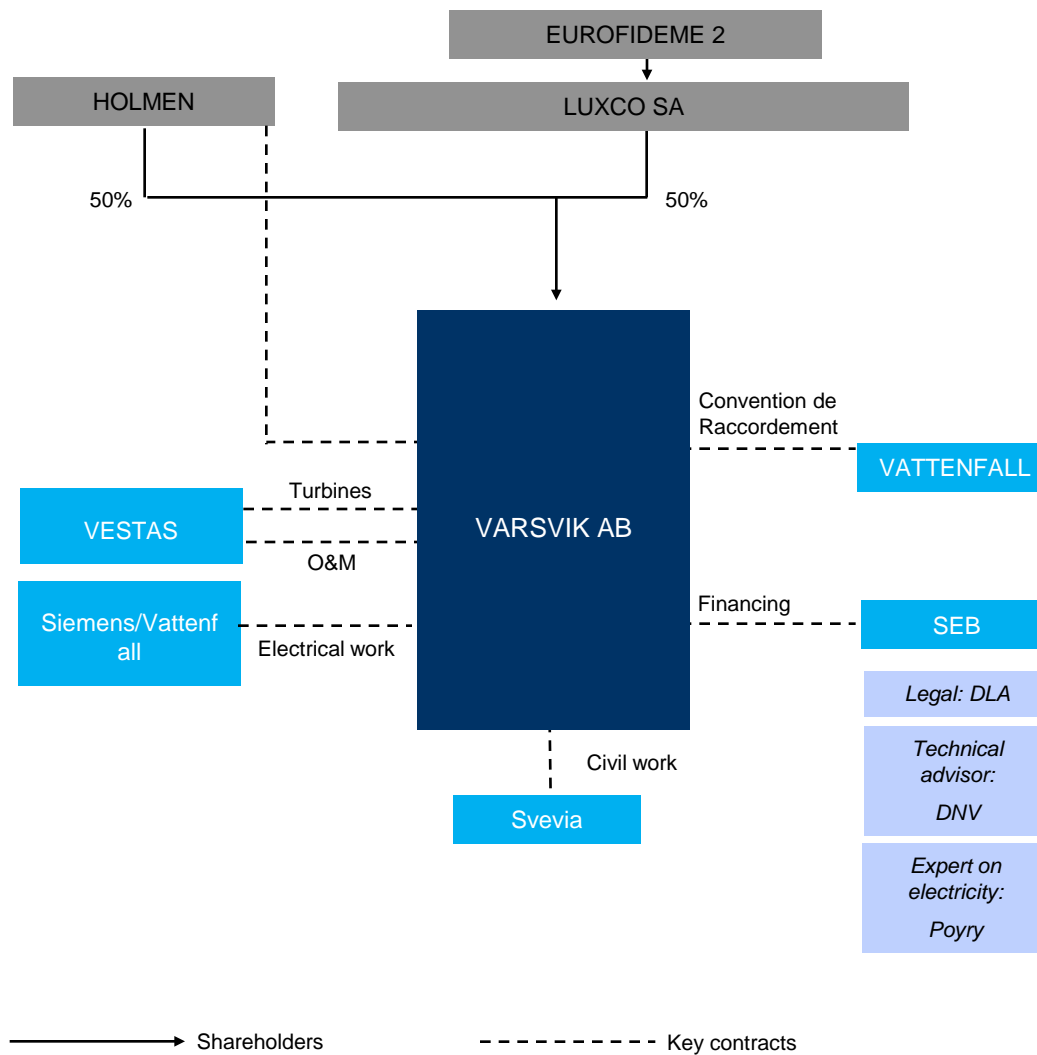 EUROFIDEME 2
HOLMEN
LUXCO SA
50%
50%
Convention de
Raccordement
VATTENFALL
Turbines
VESTAS
O&M
VARSVIK AB
Siemens/Vattenf
all
Electrical work
Financing
SEB
Legal: DLA
Technical
advisor:
DNV
Civil work
Svevia
Expert on
electricity:
Poyry
Shareholders
Key contracts